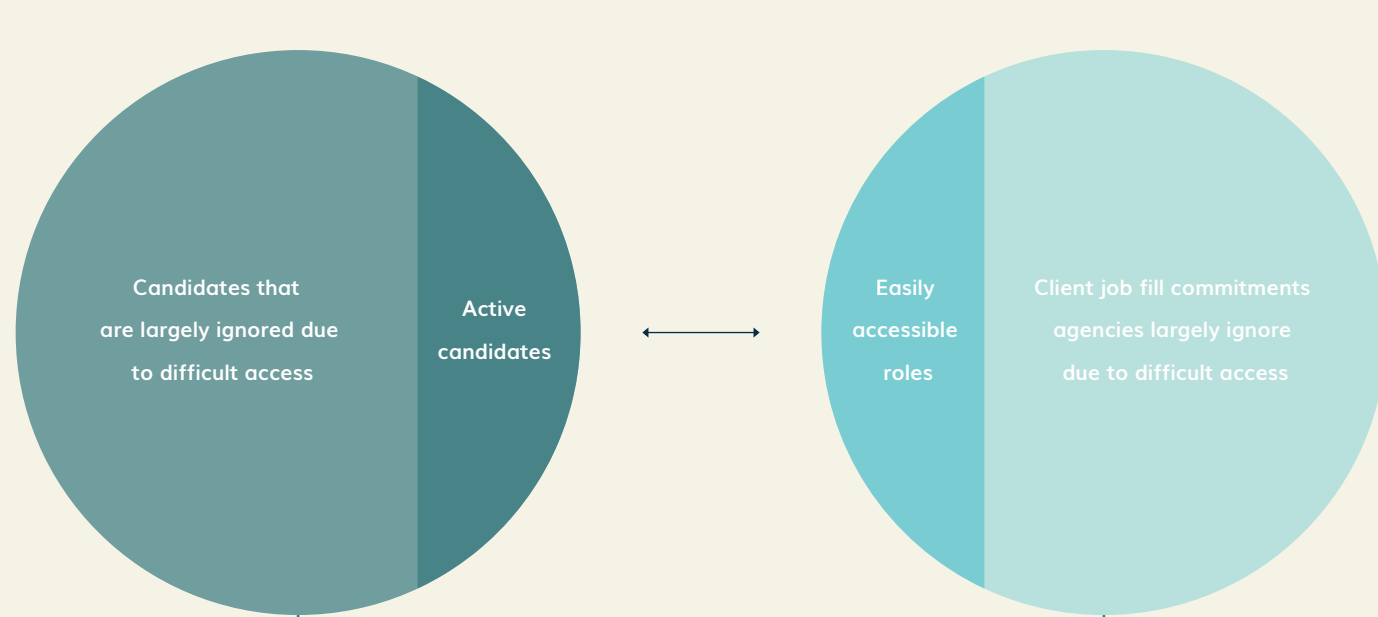 Candidates that
are largely ignored due
to difficult access
Active
candidates
Easily
accessible
roles
Client job fill commitments
agencies largely ignore
due to difficult access